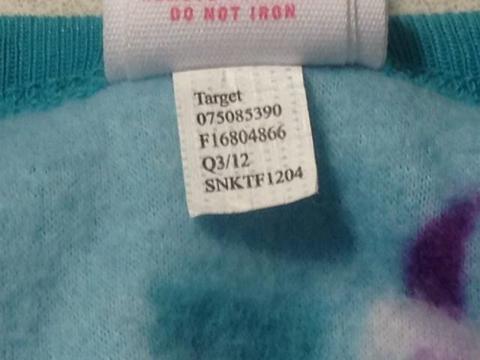 DO NOT IRON
Target
075085390
F16804866
Q3/12
SNKTF1204